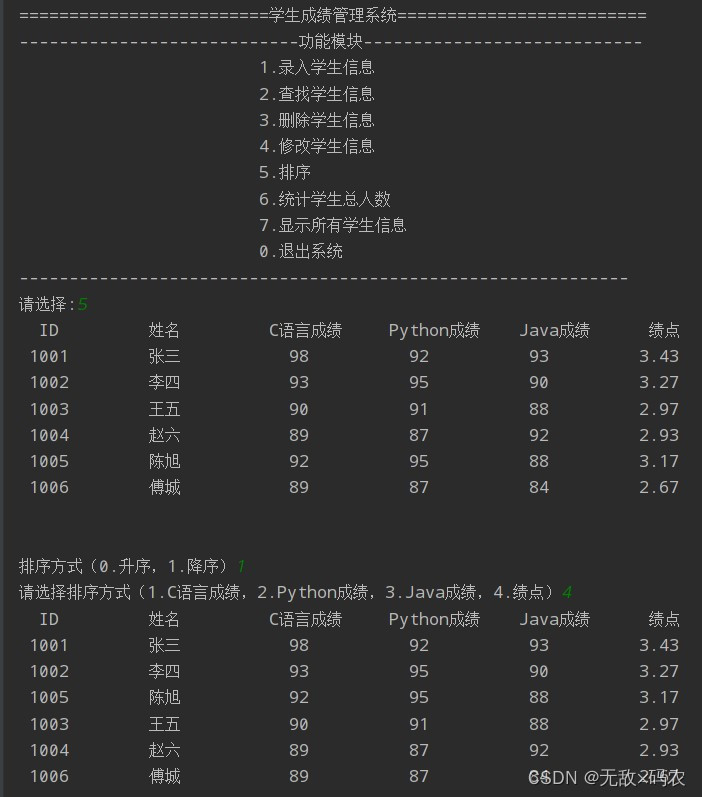 =========================学生成绩管理系统=========================
----------------------------功能模块----------------------------
1.录入学生信息
2.查找学生信息
3.删除学生信息
4.修改学生信息
5.排序
6.统计学生总人数
7.显示所有学生信息
0.退出系统
-------------------------------------------------------------
请选择:5
ID 姓名 C语言成绩 Python成绩 Java成绩 绩点
1001 张三 98 92 93 3.43
1002 李四 93 95 90 3.27
1003 王五 90 91 88 2.97
1004 赵六 89 87 92 2.93
1005 陈旭 92 95 88 3.17
1006 傅城 89 87 84 2.67
排序方式（0.升序，1.降序）1
请选择排序方式（1.C语言成绩，2.Python成绩，3.Java成绩，4.绩点）4
ID 姓名 C语言成绩 Python成绩 Java成绩 绩点
1001 张三 98 92 93 3.43
1002 李四 93 95 90 3.27
1005 陈旭 92 95 88 3.17
1003 王五 90 91 88 2.97
1004 赵六 89 87 92 2.93
1006 傅城 89 87 84 2.67
CSDN @无敌×码农